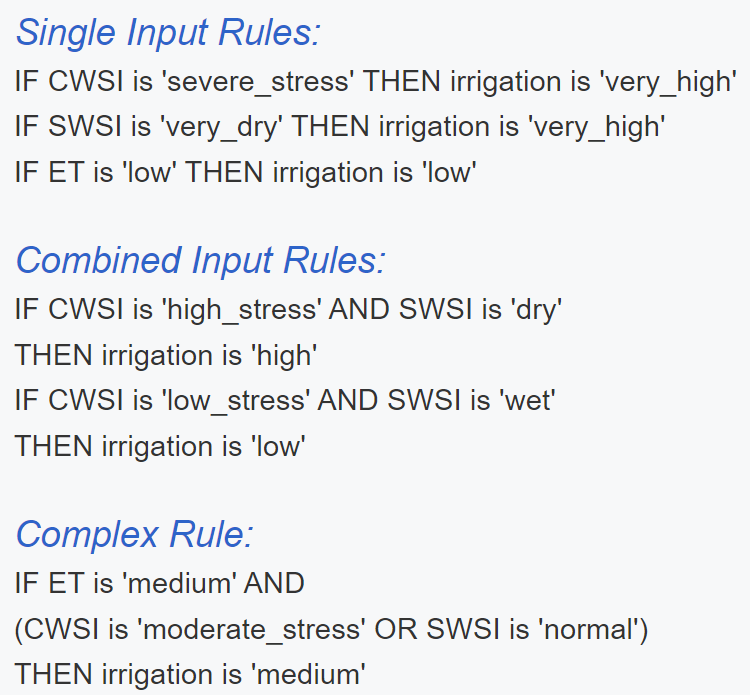 Single Input Rules:
IF CWSI is 'severe_stress' THEN irrigation is 'very_high'
IF SWSI is 'very_dry' THEN irrigation is 'very_high'
IF ET is 'low' THEN irrigation is 'low'
Combined Input Rules:
IF CWSI is 'high_stress' AND SWSI is 'dry'
THEN irrigation is 'high'
IF CWSI is 'low_stress' AND SWSI is 'wet'
THEN irrigation is 'low'
Complex Rule:
IF ET is 'medium' AND
(CWSI is 'moderate_stress' OR SWSI is 'normal')
THEN irrigation is 'medium'